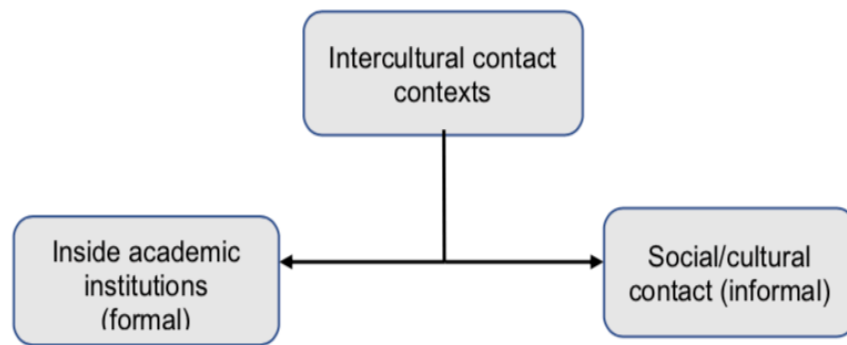 Intercultural contact
contexts
Inside academic
institutions
(formal)
Social/cultural
contact (informal)